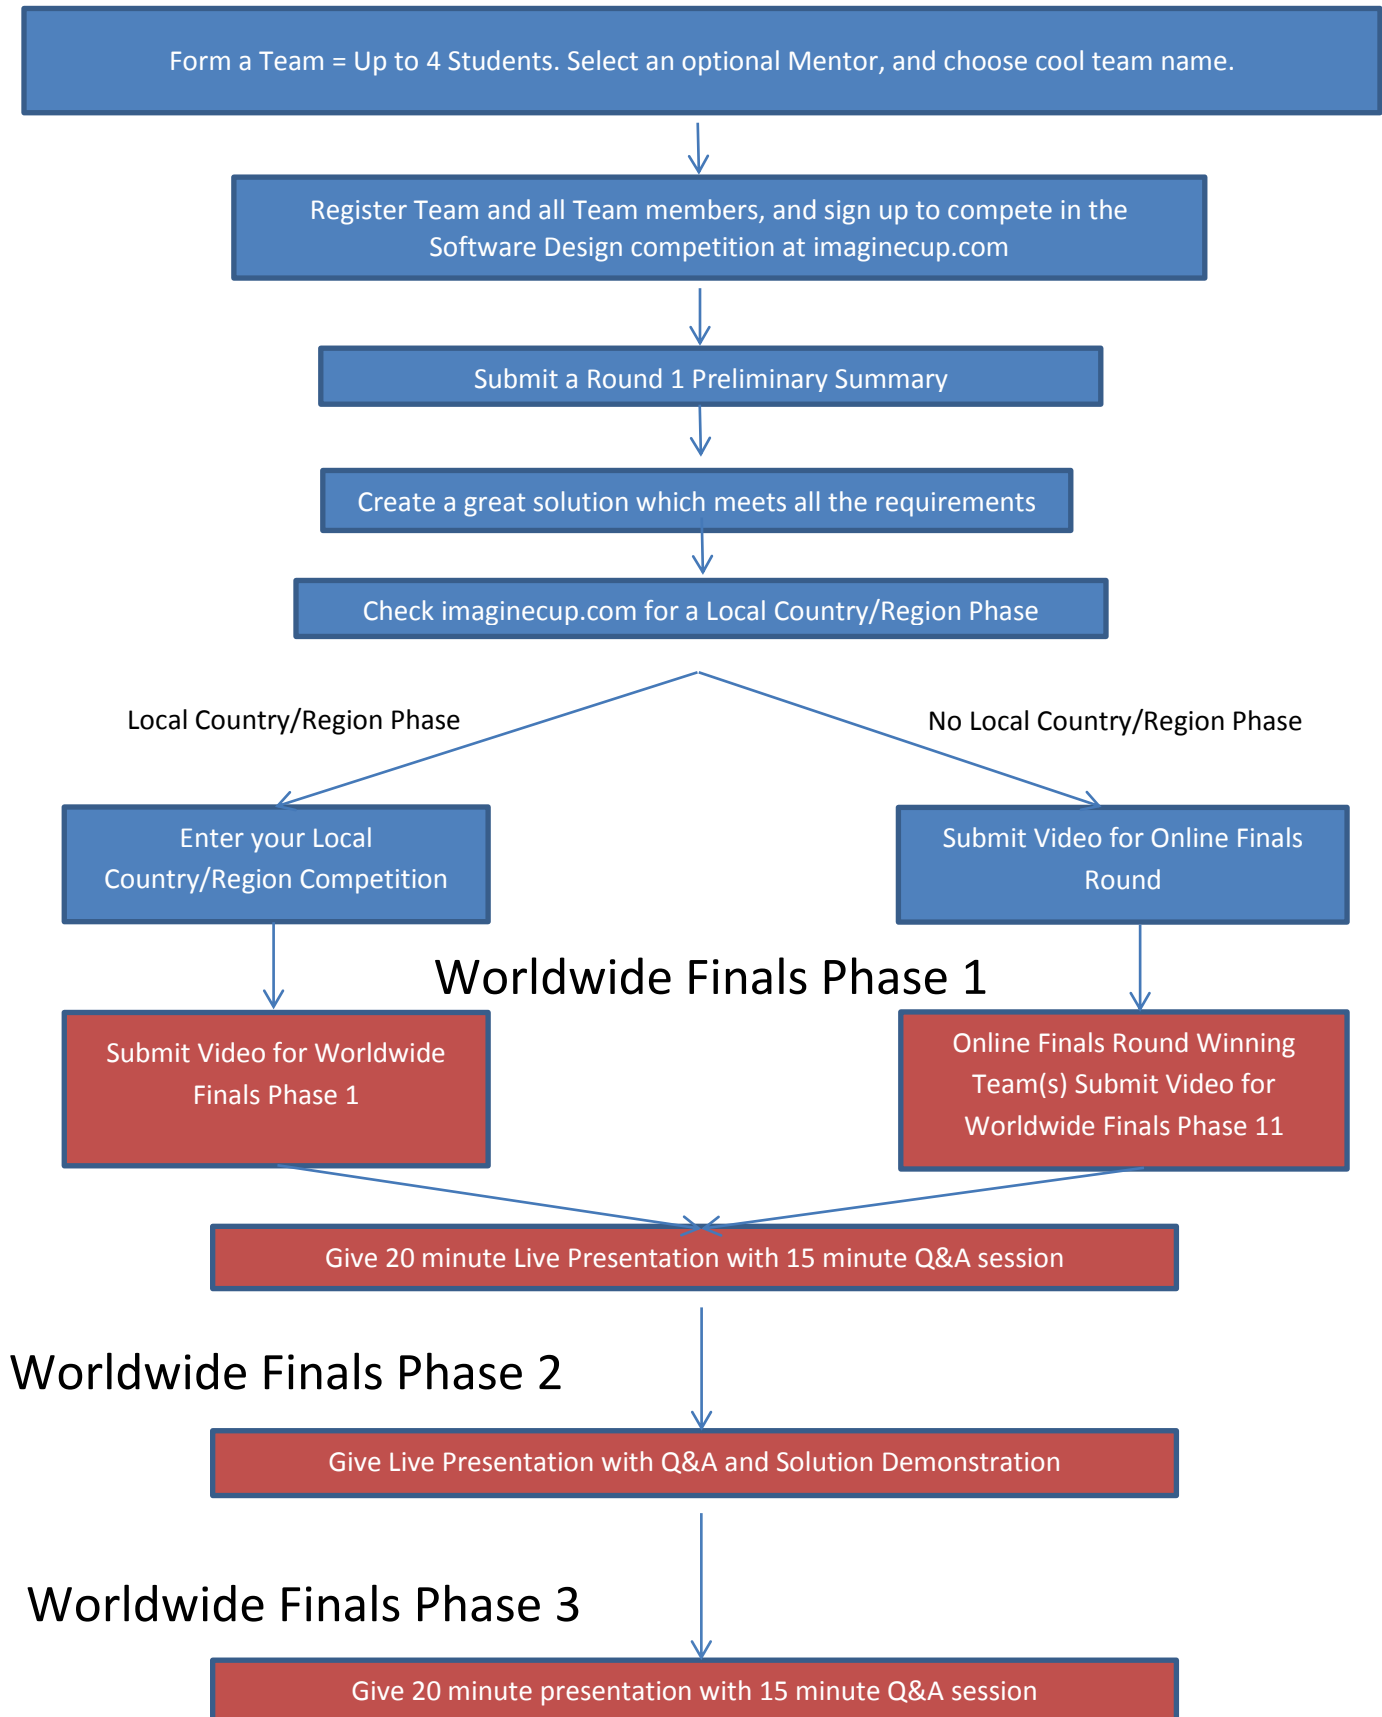 Form a Team = Up to 4 Students. Select an optional Mentor, and choose cool team name.
Register Team and all Team members, and sign up to compete in the
Software Design competition at imaginecup.com
Submit a Round 1 Preliminary Summary
Create a great solution which meets all the requirements
Check imaginecup.com for a Local Country/Region Phase
Local Country/Region Phase
No Local Country/Region Phase
Enter your Local
Country/Region Competition
Submit Video for Online Finals
Round
Worldwide Finals Phase 1
Submit Video for Worldwide
Finals Phase 1
Online Finals Round Winning
Team(s) Submit Video for
Worldwide Finals Phase 11
Give 20 minute Live Presentation with 15 minute Q&A session
Worldwide Finals Phase 2
Give Live Presentation with Q&A and Solution Demonstration
Worldwide Finals Phase 3
Give 20 minute presentation with 15 minute Q&A session